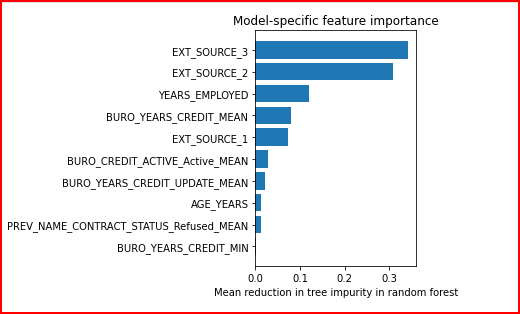 Model-specific feature importance
EXT_SOURCE_3
EXT_SOURCE_2
YEARS_EMPLOYED
BURO_YEARS_CREDIT_MEAN
EXT_SOURCE_1
BURO_CREDIT_ACTIVE_Active_MEAN
BURO_YEARS_CREDIT_UPDATE_MEAN
AGE_YEARS
PREV_NAME_CONTRACT_STATUS_Refused_MEAN
BURO_YEARS_CREDIT_MIN
0.0 0.1 0.2 0.3
Mean reduction in tree impurity in random forest